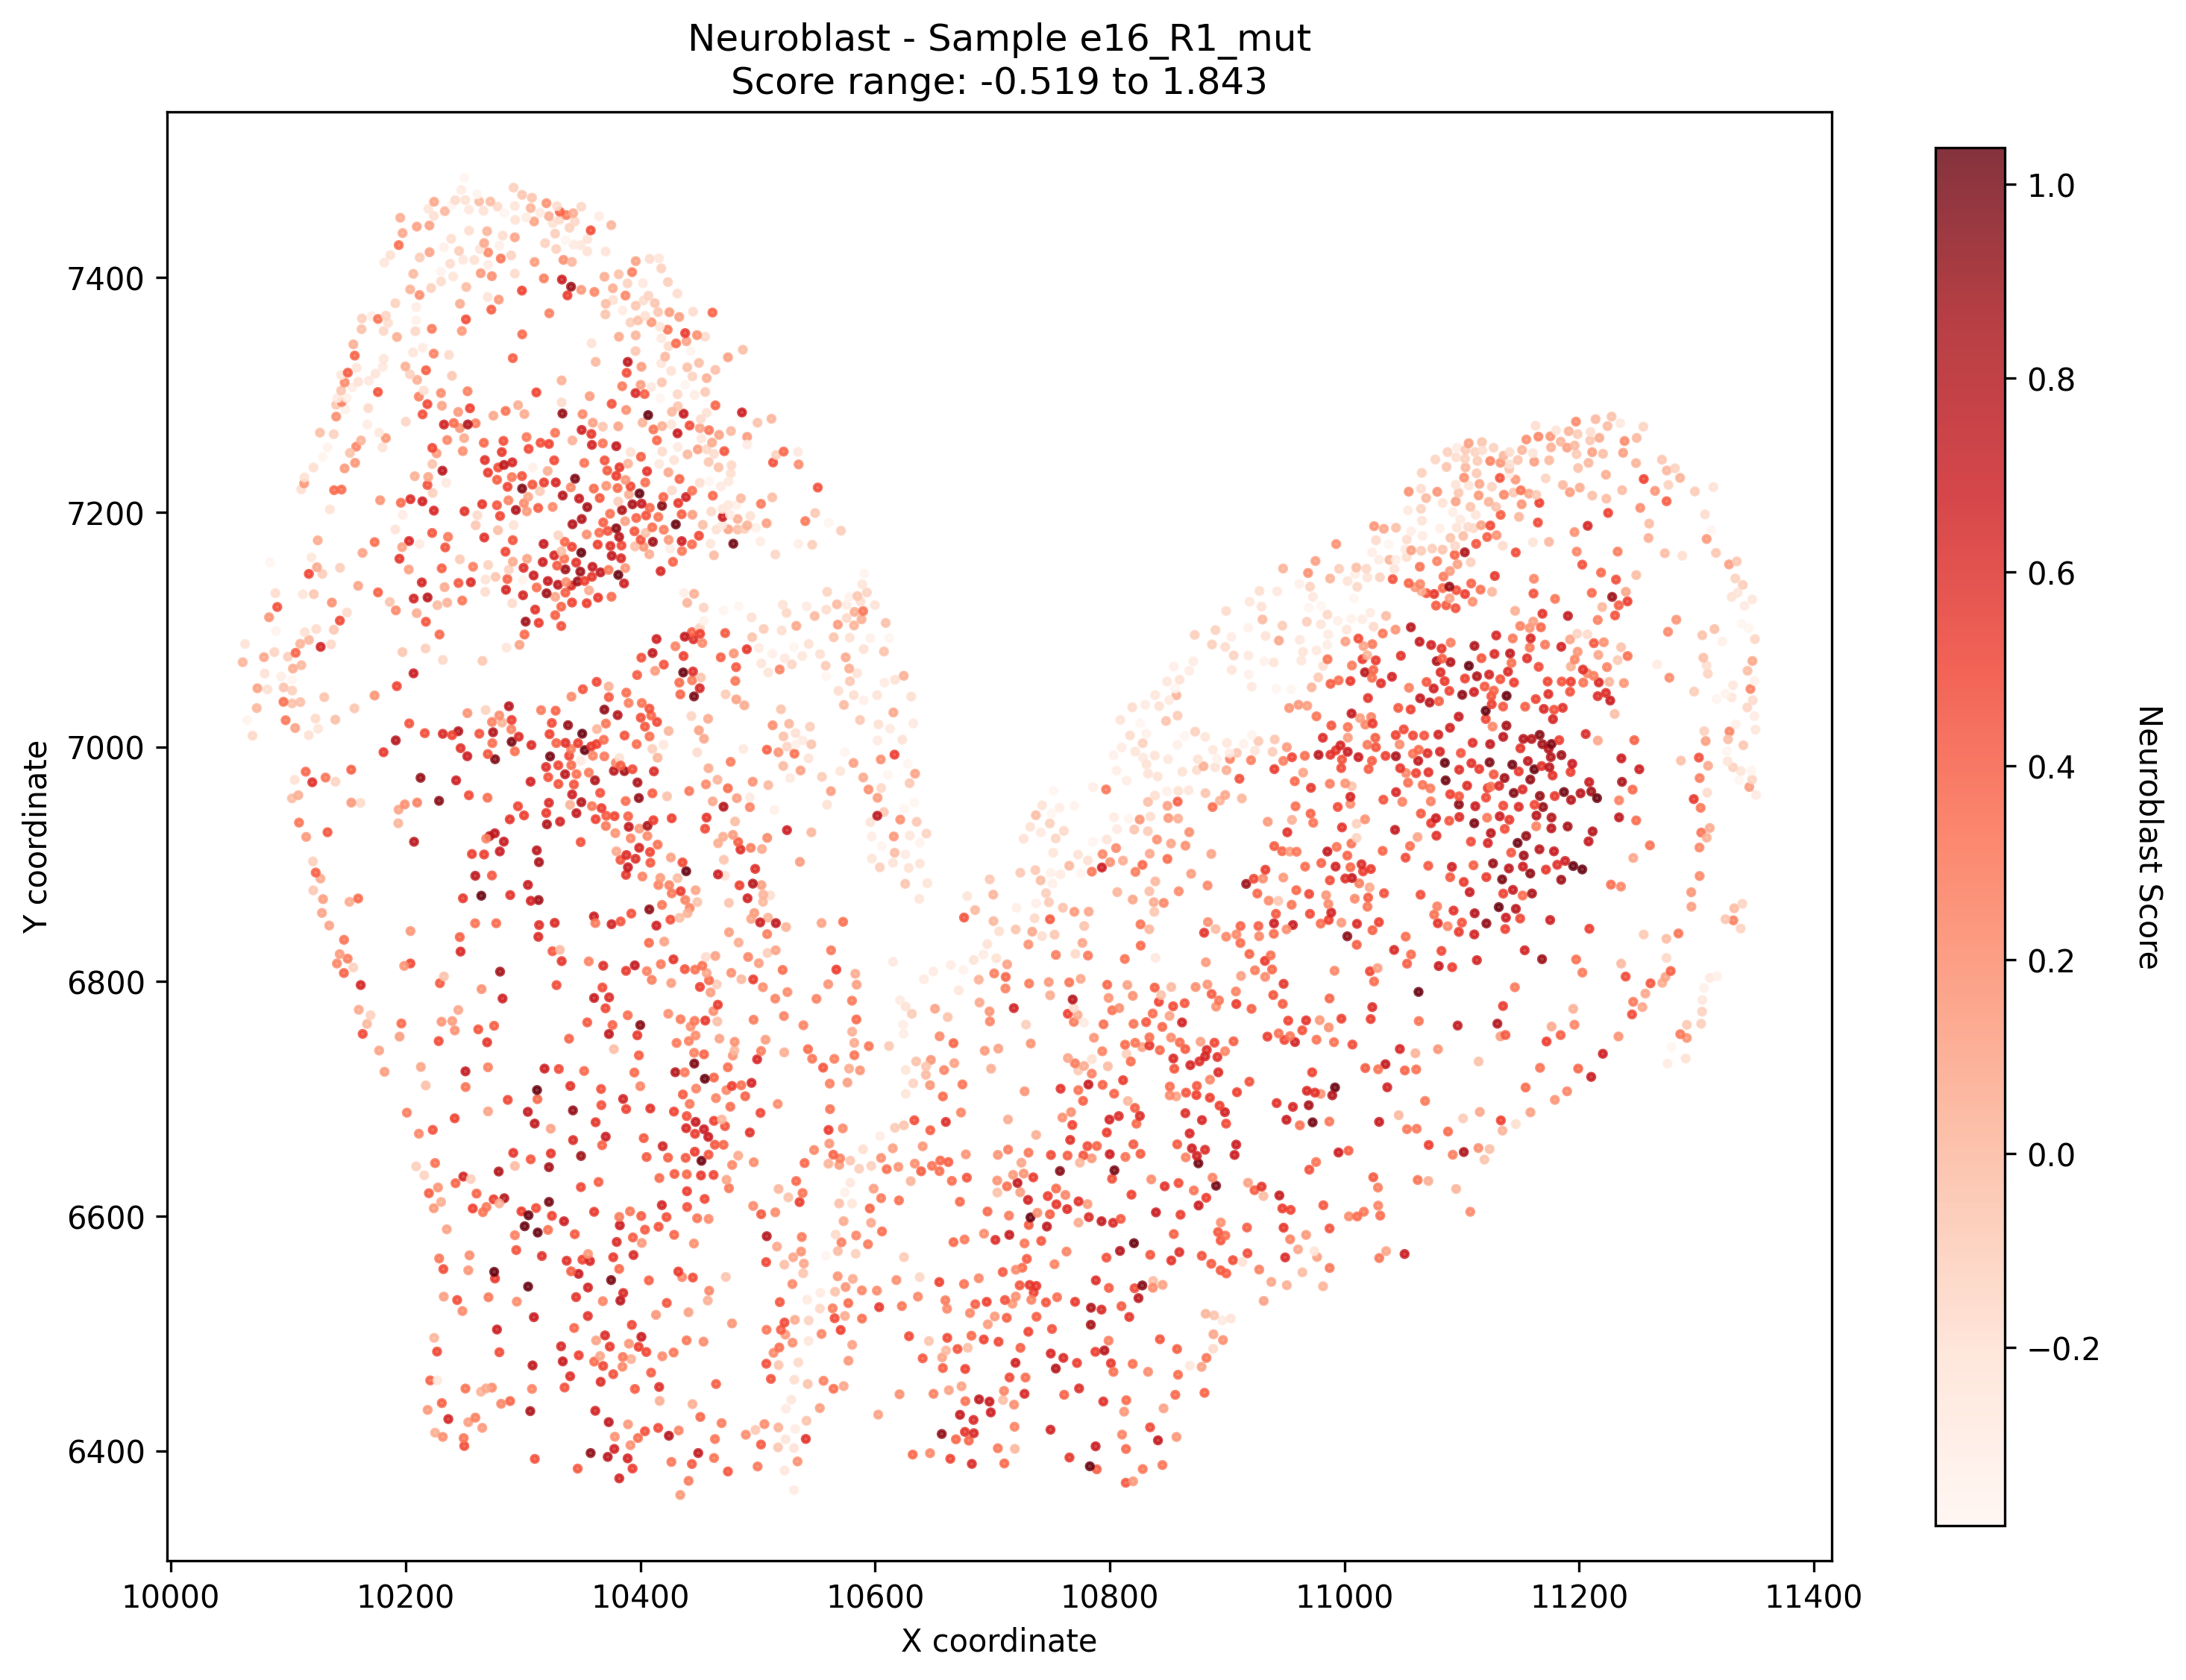 Neuroblast - Sample e16_R1_mut
Score range: -0.519 to 1.843
Y coordinate
7400
7200
7000
6800
6600
6400
10000 10200 10400 10600 10800 11000 11200 11400
X coordinate
1.0
0.8
0.6
0.4
0.2
0.0
−0.2
Neuroblast Score